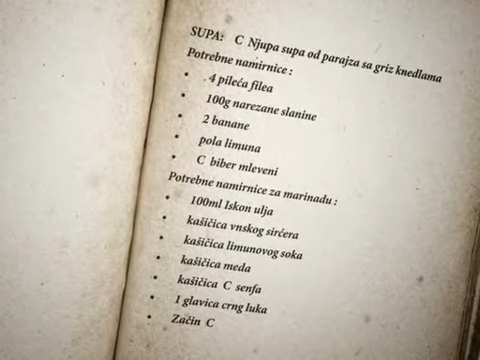 SUPA: C Njupa supa od parajza sa griz knedlama
Potrebne namirnice :
• 4 pileća filea
• 100g narezane slanine
• 2 banane
• pola limuna
• C biber mleveni
Potrebne namirnice za marinadu :
• 100ml Iskon ulja
• kašičica vnskog sirćera
• kašičica limunovog soka
• kašičica meda
• kašičica C senfa
• 1 glavica crng luka
• Začin C